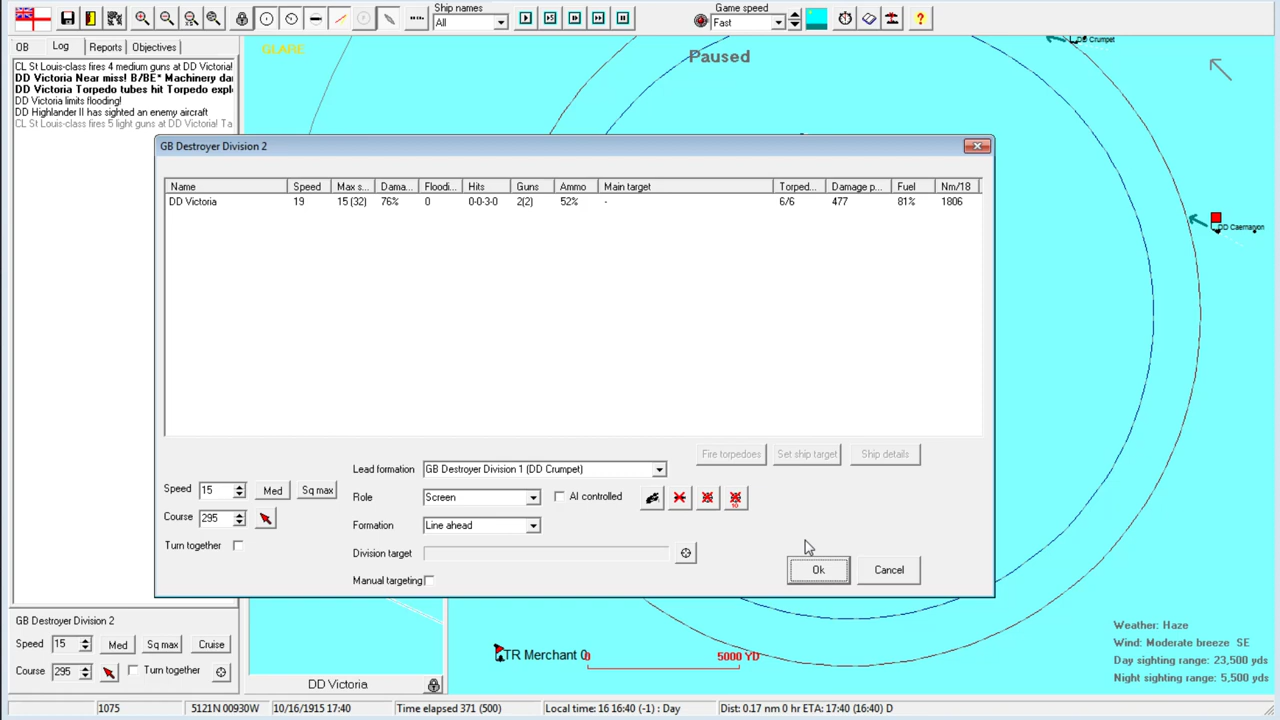 Ship names
All
Game speed
Fast
OB Log Reports Objectives
GLARE
Paused
DD Crumpet
CL St Louis-class fires 4 medium guns at DD Victoria!
DD Victoria Near miss! B/BE* Machinery dar
DD Victoria Torpedo tubes hit Torpedo expl
DD Victoria limits flooding!
DD Highlander II has sighted an enemy aircraft
CL St Louis-class fires 5 light guns at DD Victoria! Ta
GB Destroyer Division 2
Name Speed Max s... Dama... Floodi... Hits Guns Ammo Main target Torped... Damage p... Fuel Nm/18
DD Victoria 19 15 (32) 76% 0 0-0-3-0 2(2) 52% - 6/6 477 81% 1806
DD Caernarvon
Fire torpedoes Set ship target Ship details
Lead formation GB Destroyer Division 1 (DD Crumpet)
Speed 15 Med Sq max
Role Screen AI controlled
Course 295
Formation Line ahead
Turn together
Division target
Manual targeting
Ok Cancel
GB Destroyer Division 2
Speed 15 Med Sq max Cruise
Course 295 Turn together
TR Merchant 0
0 5000 YD
DD Victoria
Weather: Haze
Wind: Moderate breeze SE
Day sighting range: 23,500 yds
Night sighting range: 5,500 yds
1075 5121N 00930W 10/16/1915 17:40 Time elapsed 371 (500) Local time: 16 16:40 (-1) : Day Dist: 0.17 nm 0 hr ETA: 17:40 (16:40) D